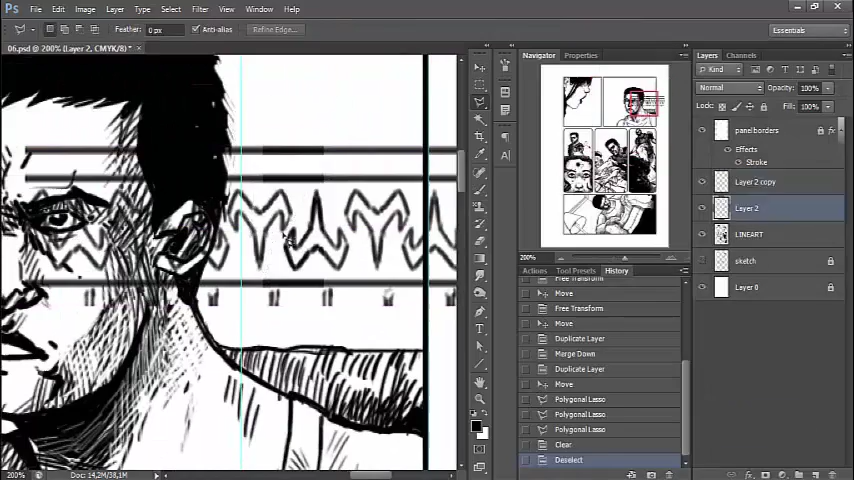 Ps File Edit Image Layer Type Select Filter View Window Help
Feather: 0 px Anti-alias Refine Edge... Essentials
06.psd @ 200% (Layer 2, CMYK/8) * ×
Navigator Properties
200%
Actions Tool Presets History
Free Transform
Move
Free Transform
Move
Duplicate Layer
Merge Down
Duplicate Layer
Move
Polygonal Lasso
Polygonal Lasso
Polygonal Lasso
Clear
Deselect
Layers Channels
Kind
Normal Opacity: 100%
Lock: Fill: 100%
panelborders fx
Effects
Stroke
Layer 2 copy
Layer 2
LINEART
sketch
Layer 0
200% Doc: 14,2M/38,1M